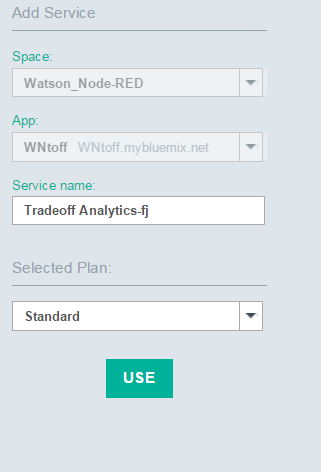 Add Service
Space:
Watson_Node-RED
App:
WNtoff WNtoff.mybluemix.net
Service name:
Tradeoff Analytics-fj
Selected Plan:
Standard
USE